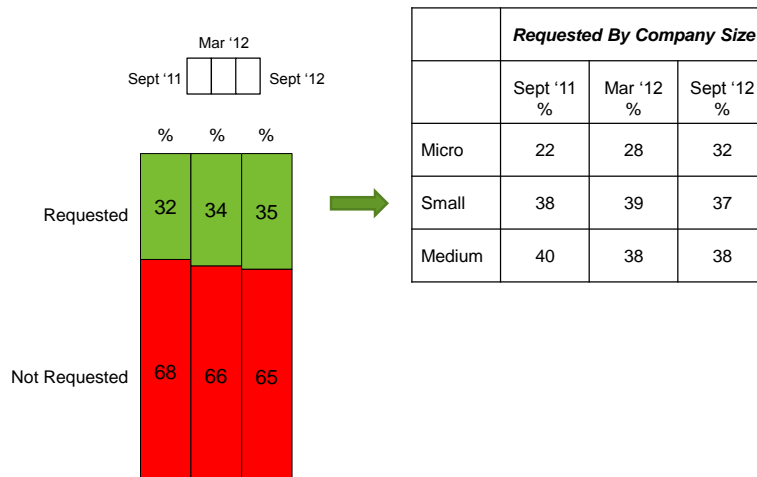 Mar ‘12
Sept ‘11 Sept ‘12
% % %
Requested 32 34 35
Not Requested 68 66 65
Requested By Company Size
Sept ‘11 Mar ‘12 Sept ‘12
% % %
Micro 22 28 32
Small 38 39 37
Medium 40 38 38